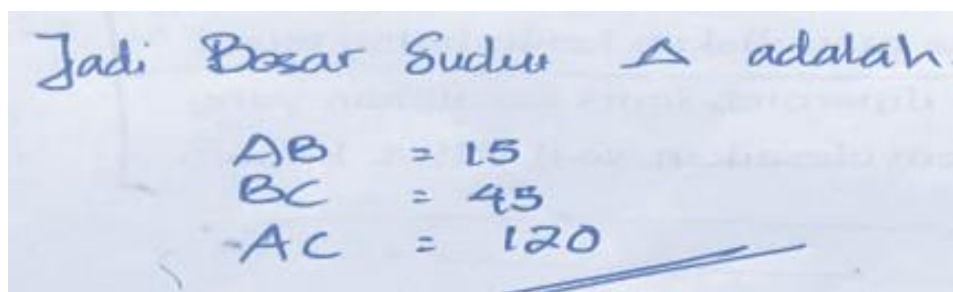 Jadi Besar Sudut △ adalah
AB = 15
BC = 45
AC = 120